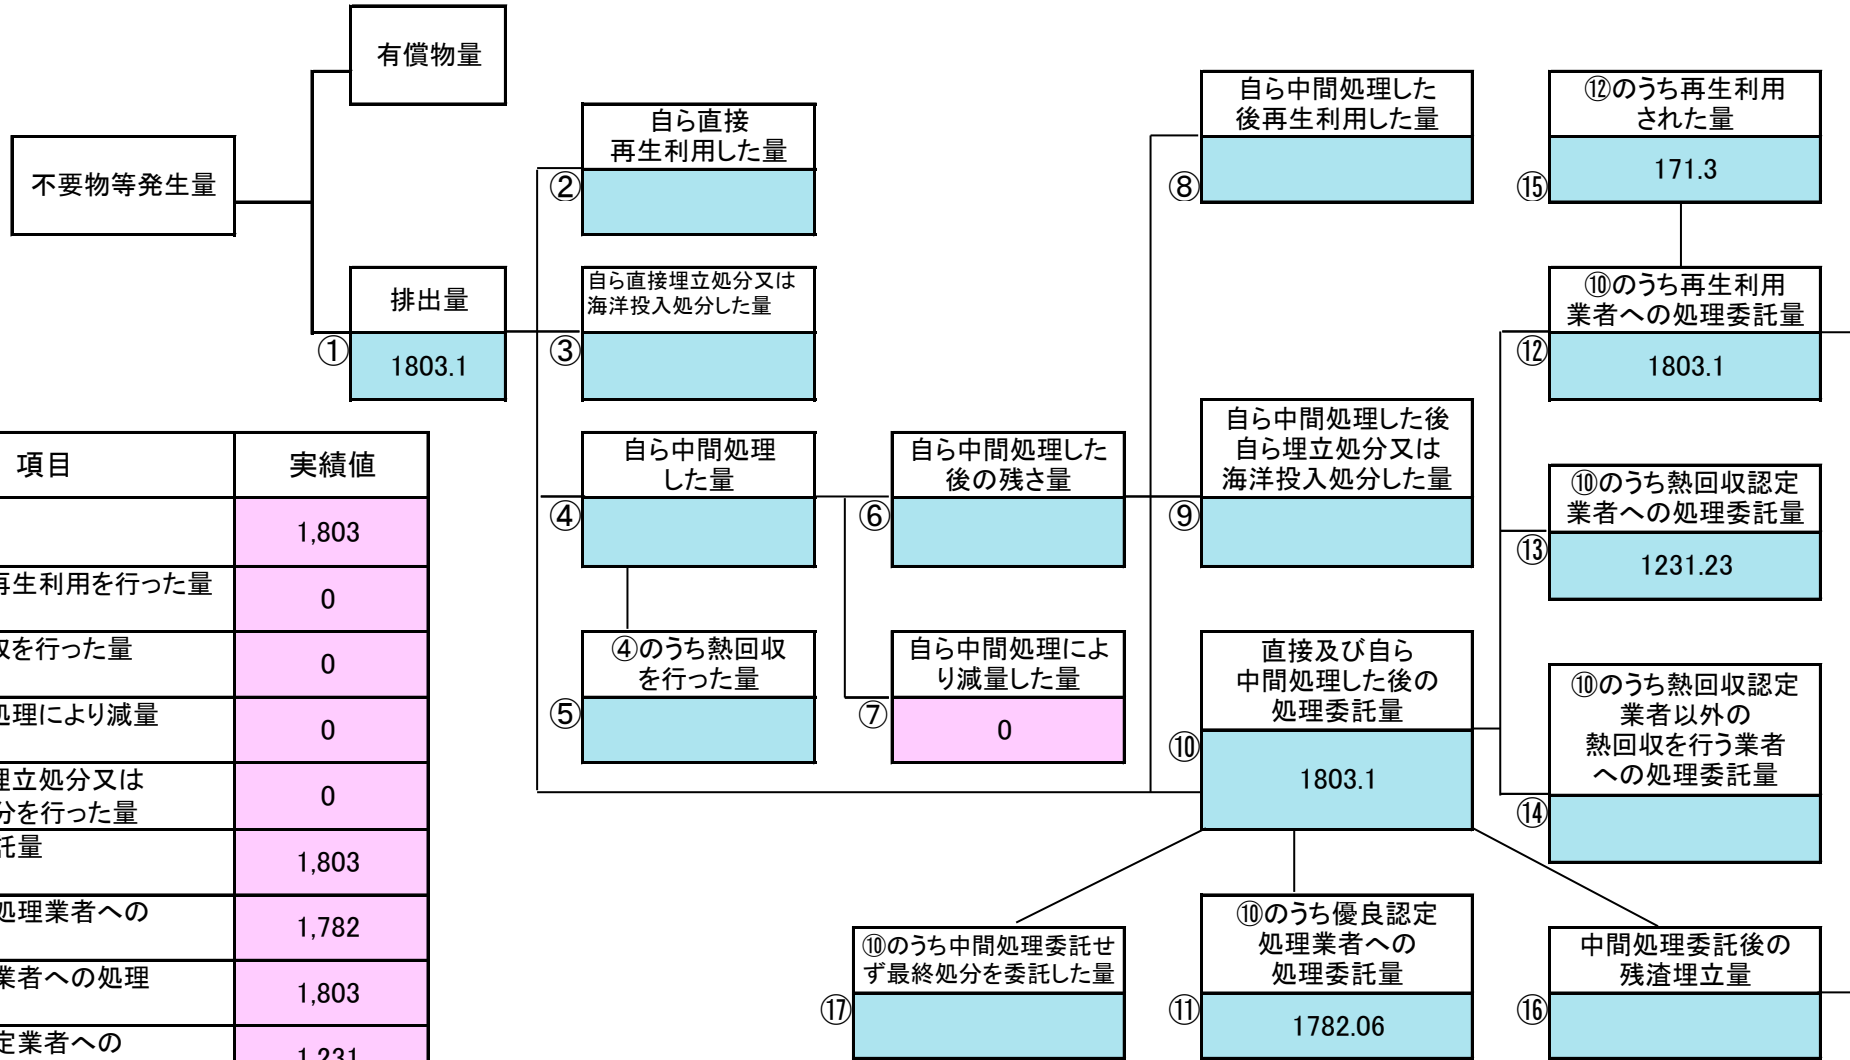 有償物量
不要物等発生量
排出量
①
1803.1
自ら直接
再生利用した量
②
自ら直接埋立処分又は
海洋投入処分した量
③
自ら中間処理
した量
④
④のうち熱回収
を行った量
⑤
自ら中間処理した
後の残さ量
⑥
自ら中間処理によ
り減量した量
⑦
0
自ら中間処理した
後再生利用した量
⑧
自ら中間処理した後
自ら埋立処分又は
海洋投入処分した量
⑨
直接及び自ら
中間処理した後の
処理委託量
⑩
1803.1
⑩のうち優良認定
処理業者への
処理委託量
⑪
1782.06
⑩のうち中間処理委託せ
ず最終処分を委託した量
⑰
⑫のうち再生利用
された量
171.3
⑮
⑩のうち再生利用
業者への処理委託量
⑫
1803.1
⑩のうち熱回収認定
業者への処理委託量
⑬
1231.23
⑩のうち熱回収認定
業者以外の
熱回収を行う業者
への処理委託量
⑭
中間処理委託後の
残渣埋立量
⑯
項目 実績値
1,803
再生利用を行った量 0
を行った量 0
処理により減量 0
埋立処分又は
分を行った量 0
託量 1,803
処理業者への 1,782
業者への処理 1,803
定業者への 1,231